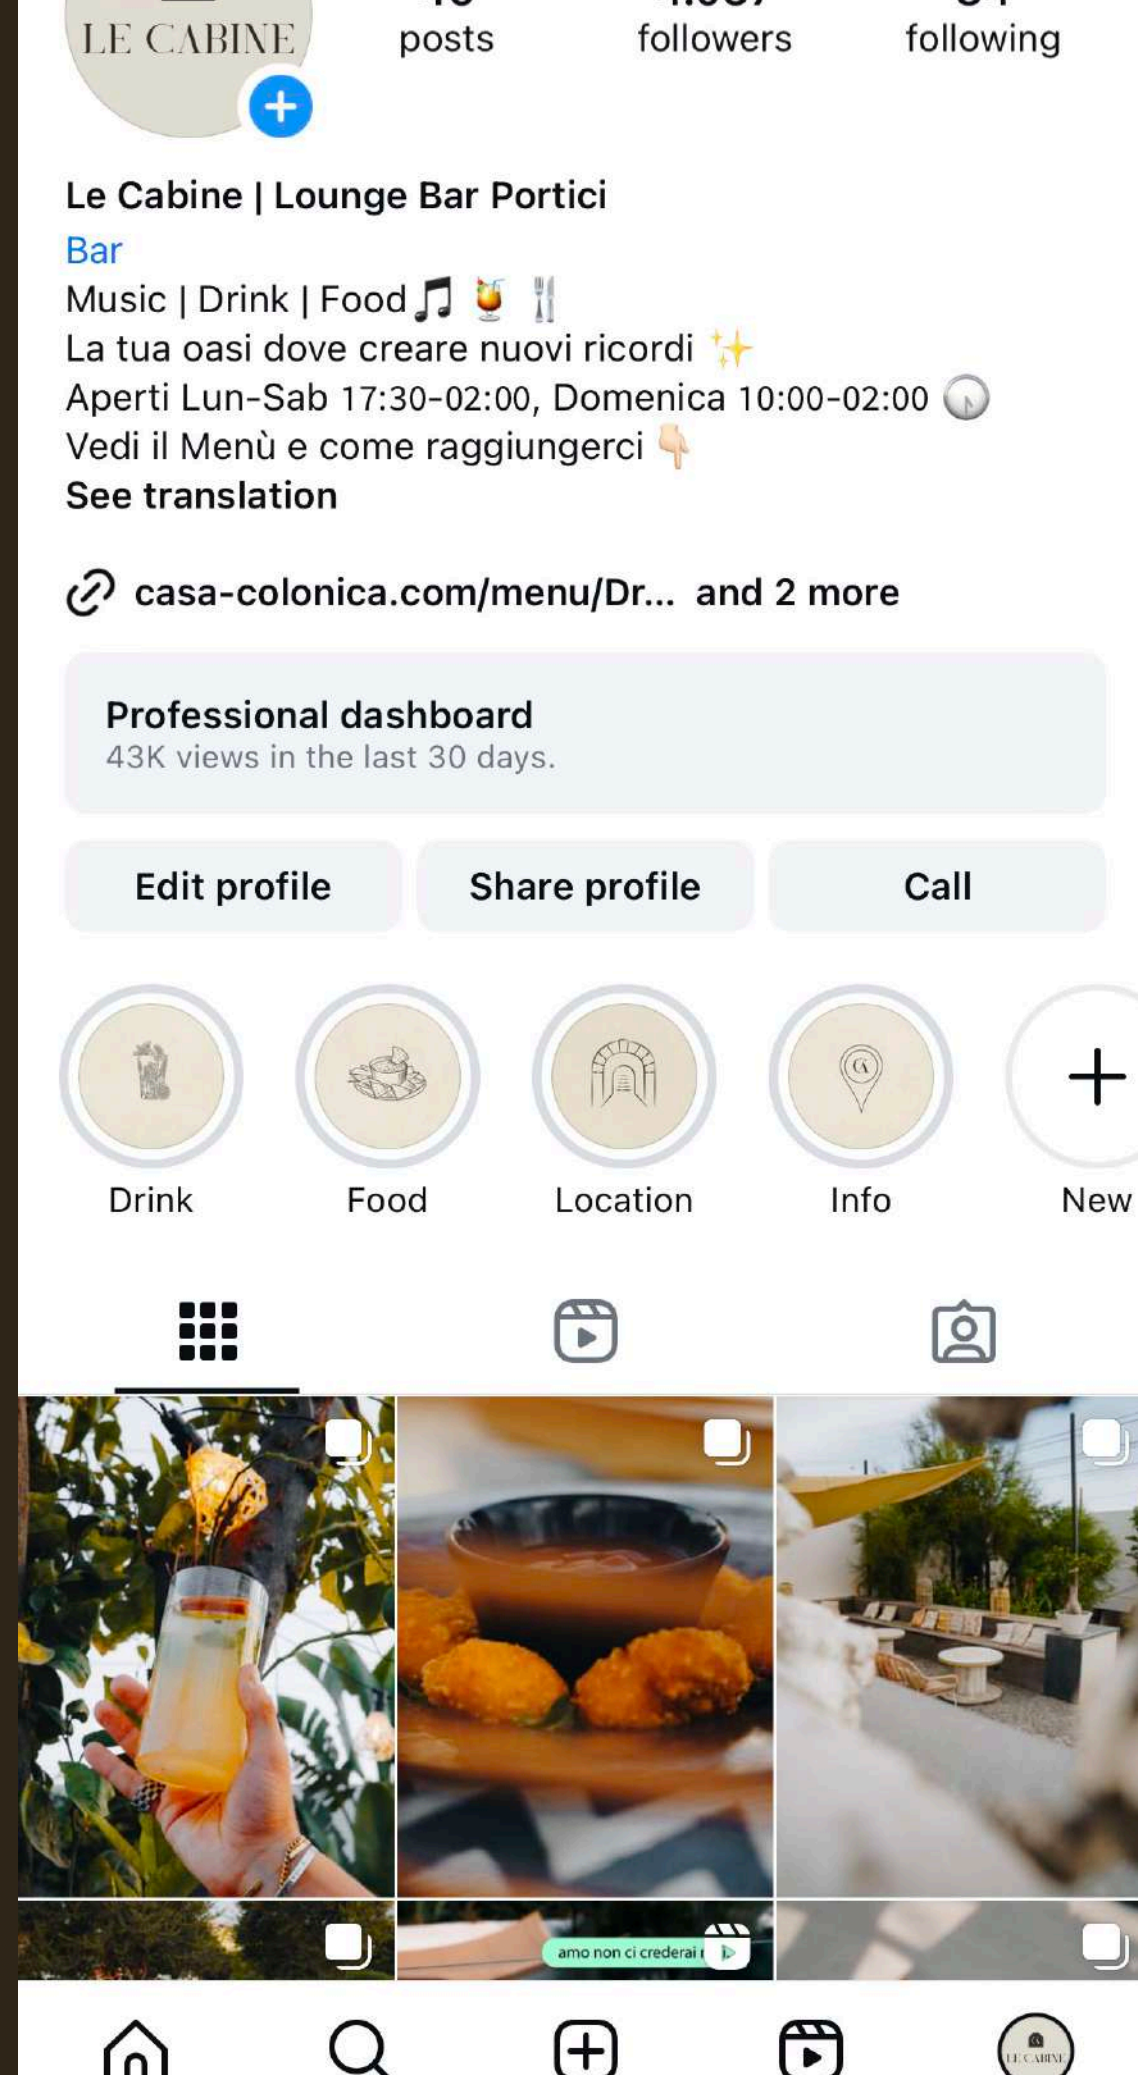 LE CABINE
posts
followers
following
Le Cabine | Lounge Bar Portici
Bar
Music | Drink | Food🎵 🍹 🍴
La tua oasi dove creare nuovi ricordi ✨
Aperti Lun-Sab 17:30-02:00, Domenica 10:00-02:00 🕠
Vedi il Menù e come raggiungerci 👇🏻
See translation
casa-colonica.com/menu/Dr... and 2 more
Professional dashboard
43K views in the last 30 days.
Edit profile
Share profile
Call
Drink
Food
Location
Info
New
amo non ci crederai
LE CABINE